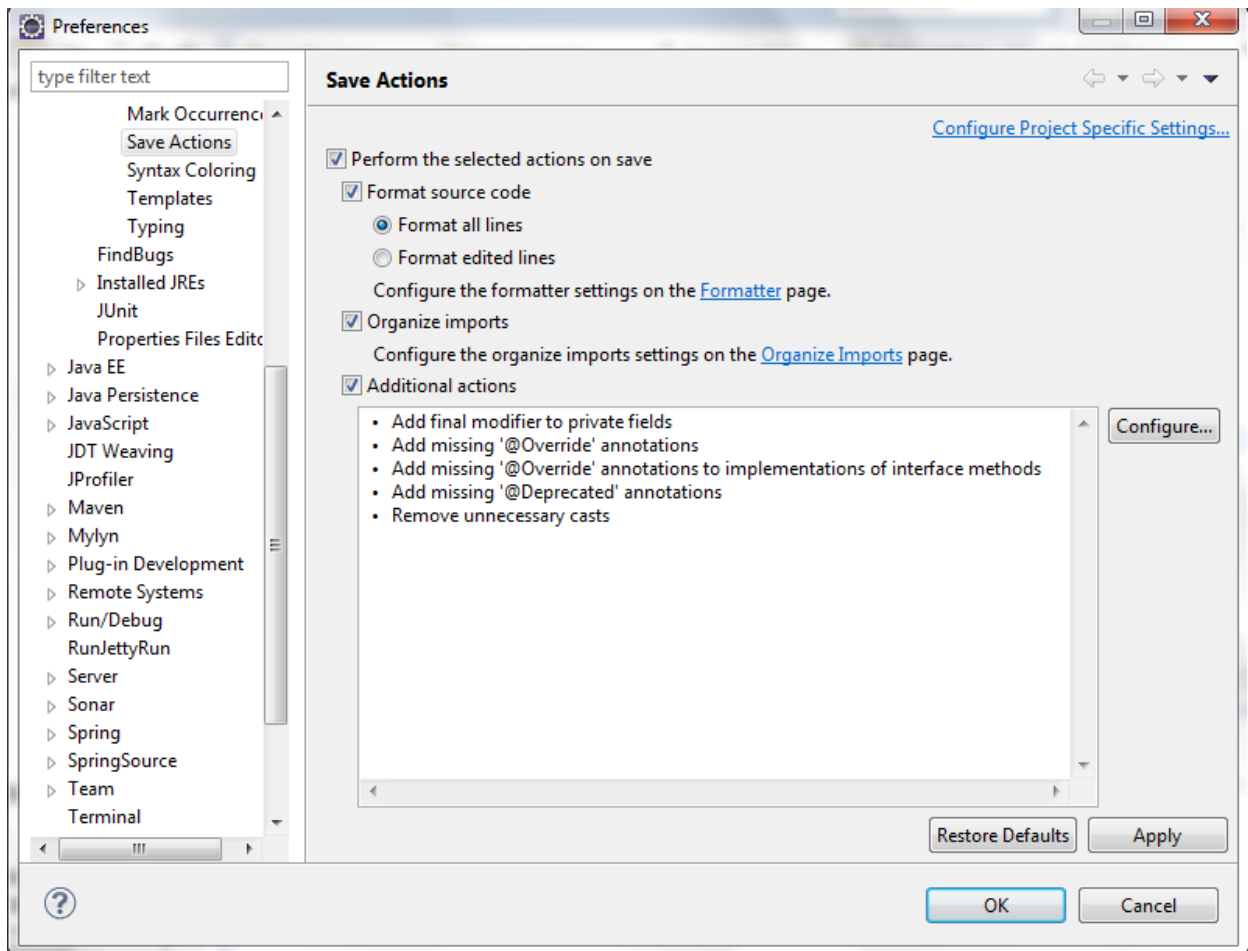 Preferences
type filter text
Mark Occurrenc
Save Actions
Syntax Coloring
Templates
Typing
FindBugs
Installed JREs
JUnit
Properties Files Edito
Java EE
Java Persistence
JavaScript
JDT Weaving
JProfiler
Maven
Mylyn
Plug-in Development
Remote Systems
Run/Debug
RunJettyRun
Server
Sonar
Spring
SpringSource
Team
Terminal
Save Actions
Configure Project Specific Settings...
Perform the selected actions on save
Format source code
Format all lines
Format edited lines
Configure the formatter settings on the Formatter page.
Organize imports
Configure the organize imports settings on the Organize Imports page.
Additional actions
• Add final modifier to private fields
• Add missing '@Override' annotations
• Add missing '@Override' annotations to implementations of interface methods
• Add missing '@Deprecated' annotations
• Remove unnecessary casts
Configure...
Restore Defaults
Apply
?
OK
Cancel